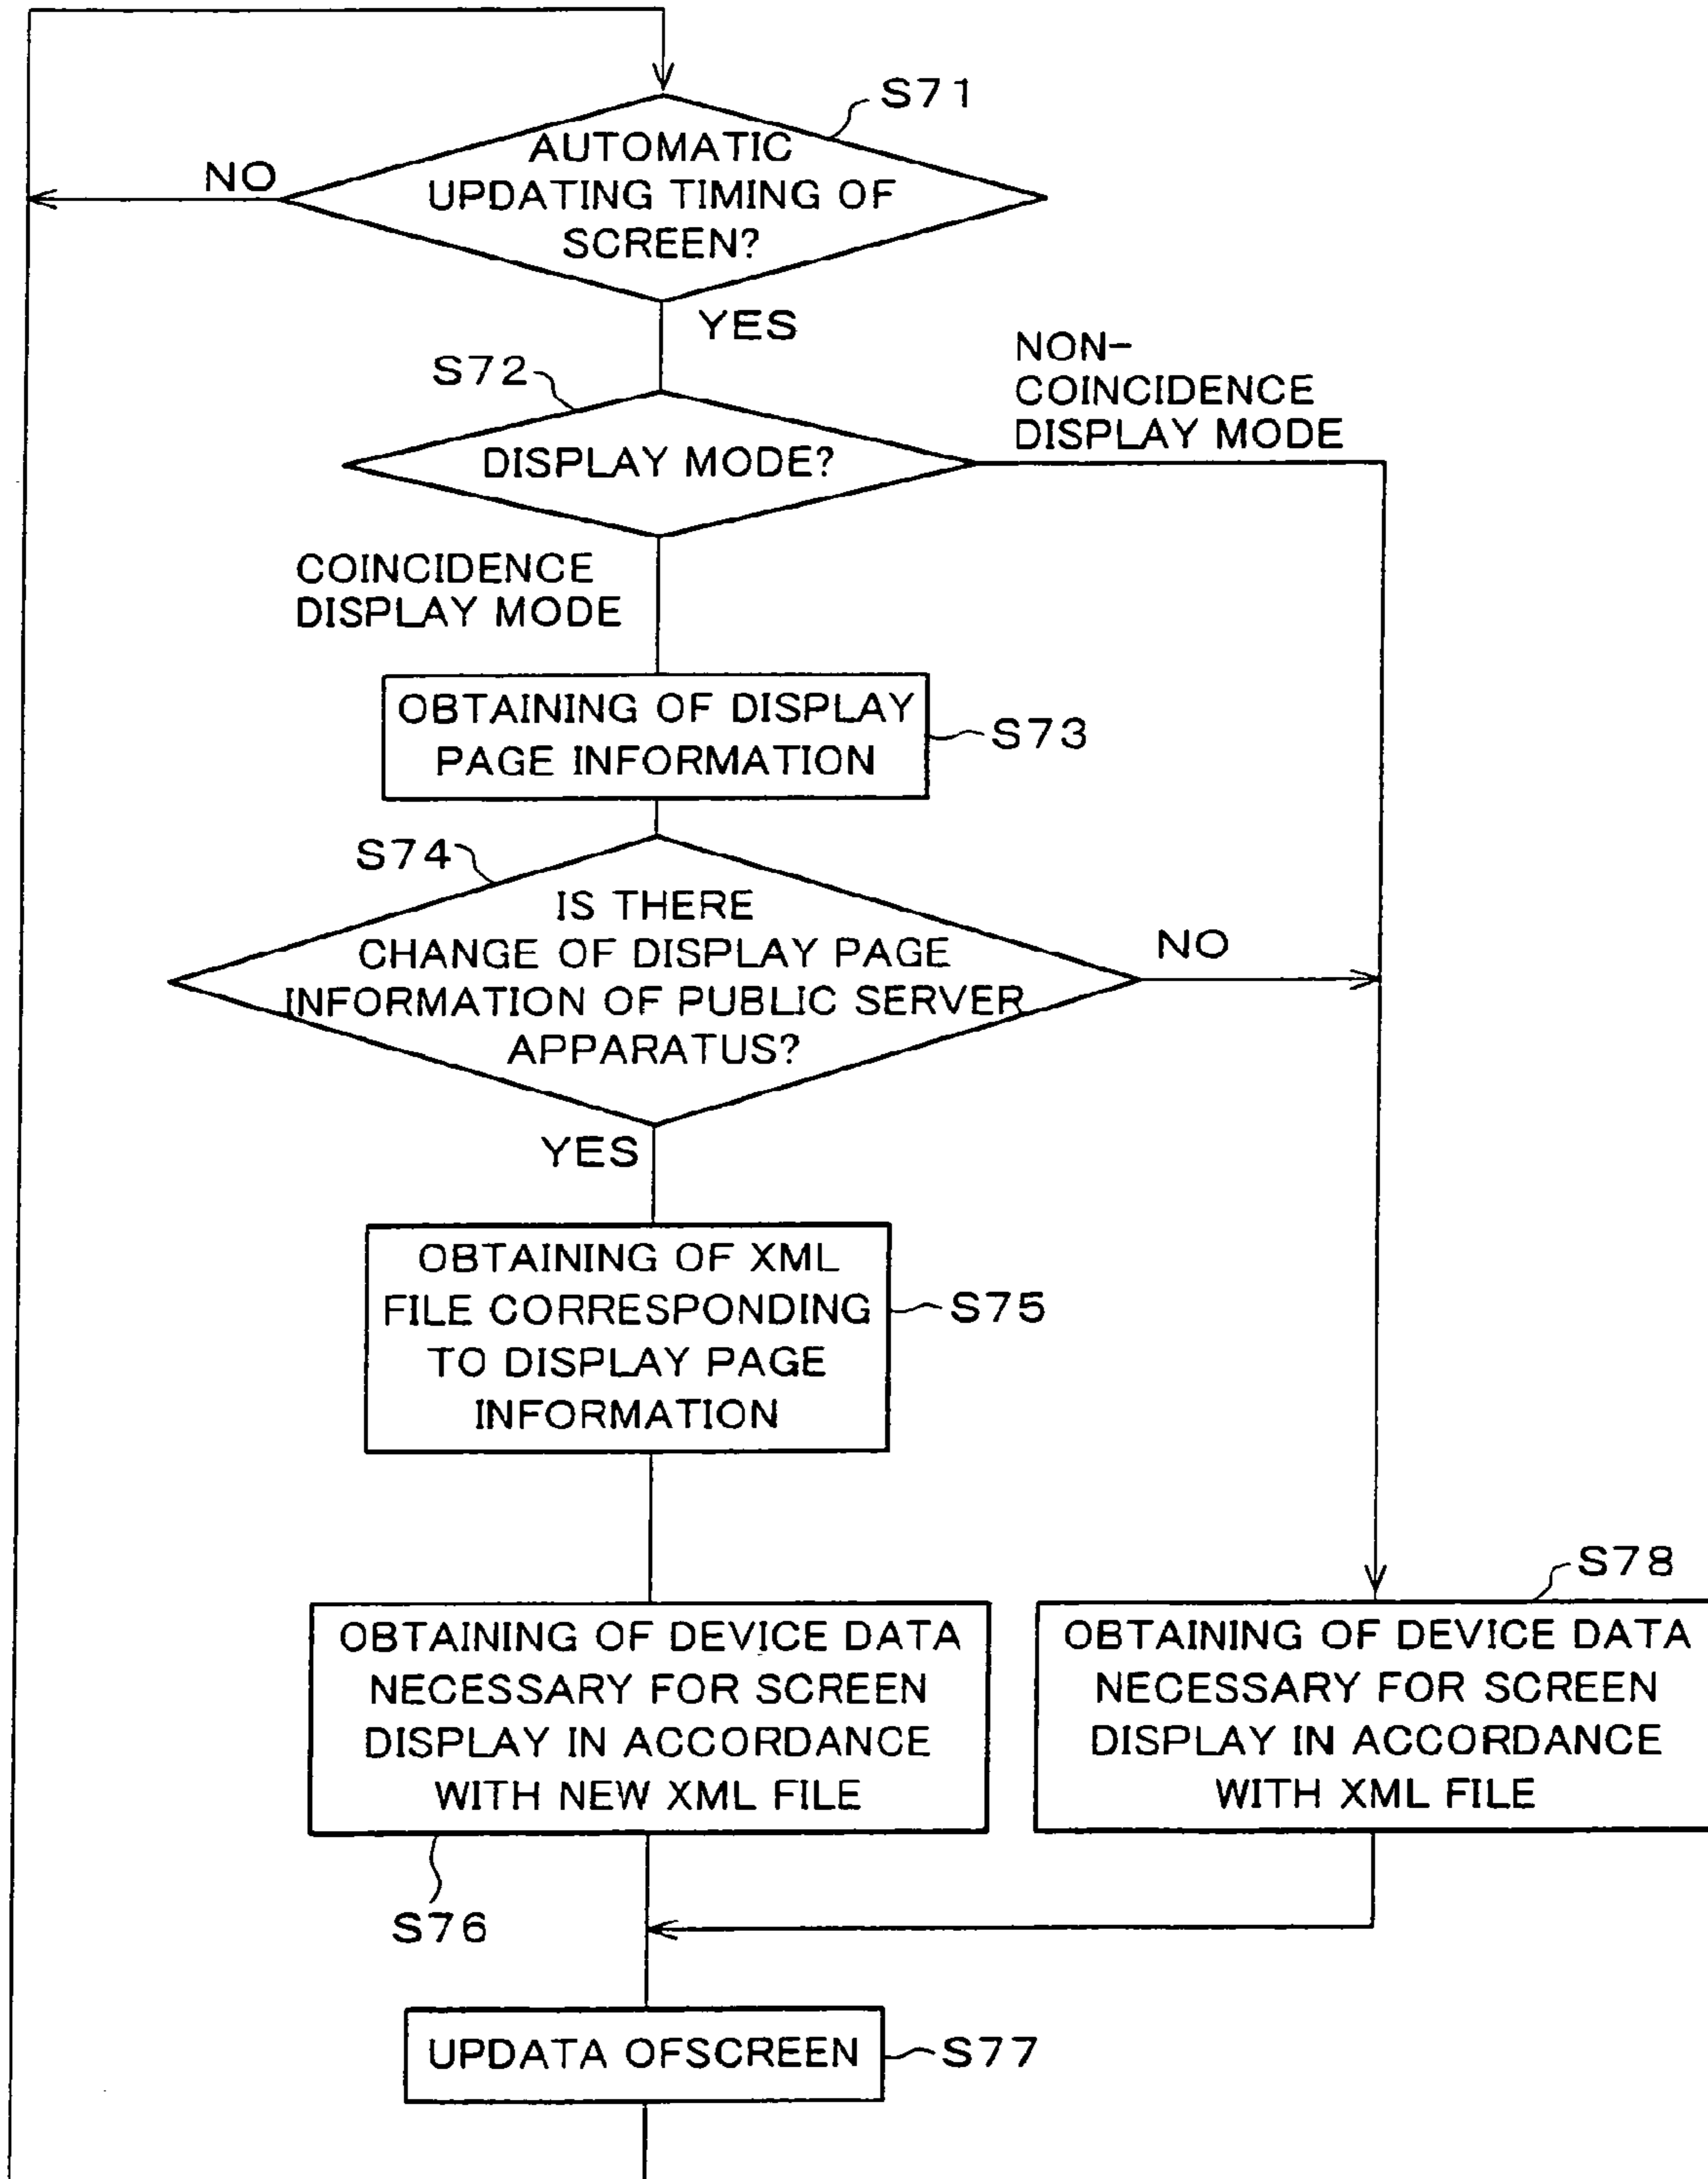 S71
AUTOMATIC
UPDATING TIMING OF
SCREEN?
NO
YES
S72
DISPLAY MODE?
NON-
COINCIDENCE
DISPLAY MODE
COINCIDENCE
DISPLAY MODE
OBTAINING OF DISPLAY
PAGE INFORMATION
S73
S74
IS THERE
CHANGE OF DISPLAY PAGE
INFORMATION OF PUBLIC SERVER
APPARATUS?
NO
YES
OBTAINING OF XML
FILE CORRESPONDING
TO DISPLAY PAGE
INFORMATION
S75
OBTAINING OF DEVICE DATA
NECESSARY FOR SCREEN
DISPLAY IN ACCORDANCE
WITH NEW XML FILE
S76
S78
OBTAINING OF DEVICE DATA
NECESSARY FOR SCREEN
DISPLAY IN ACCORDANCE
WITH XML FILE
UPDATA OFSCREEN
S77